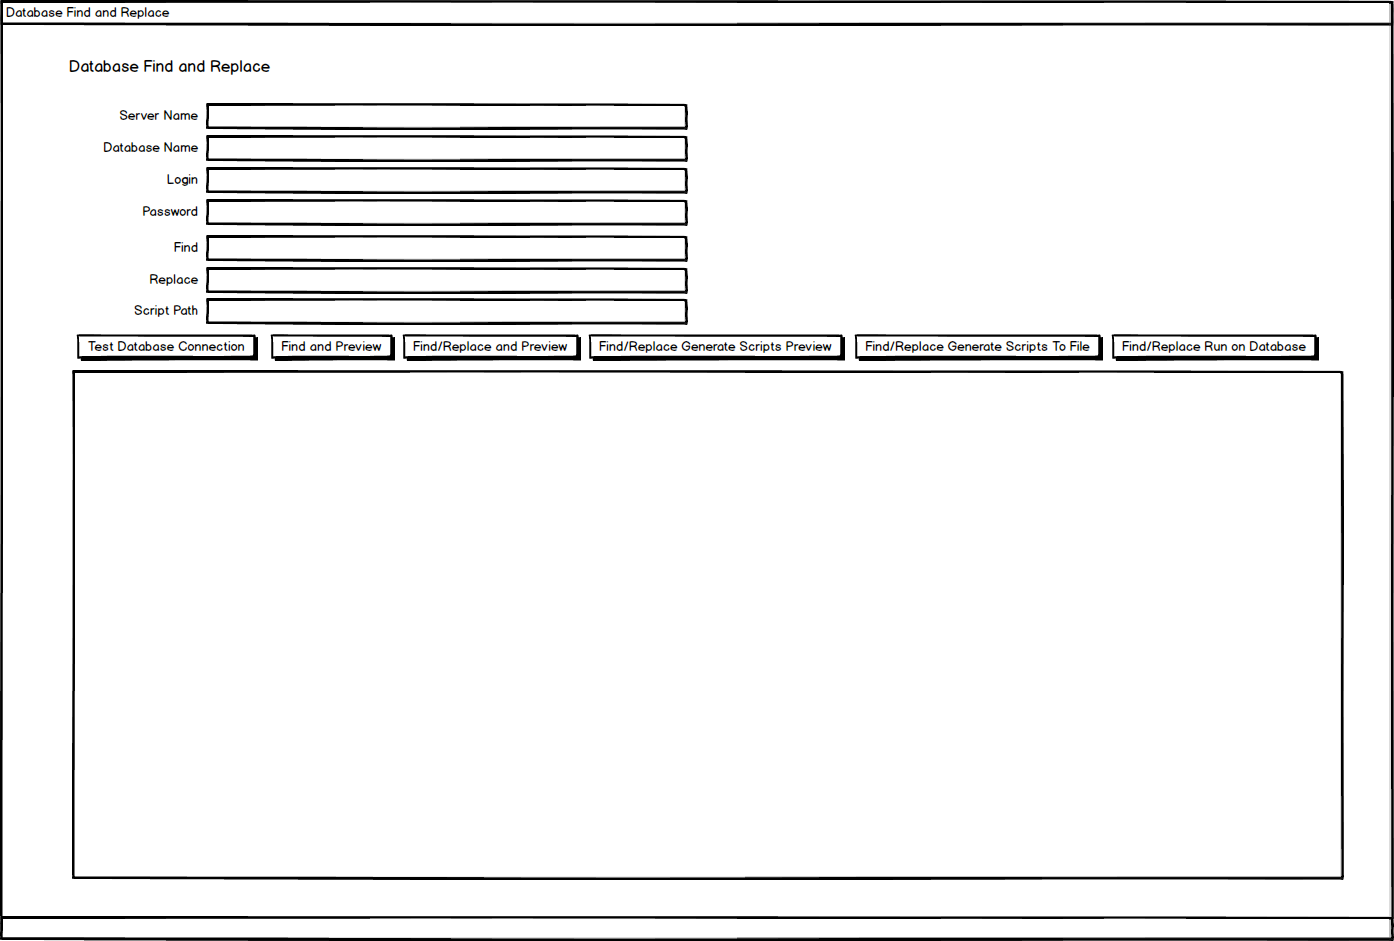 Database Find and Replace
Database Find and Replace
Server Name
Database Name
Login
Password
Find
Replace
Script Path
Test Database Connection Find and Preview Find/Replace and Preview Find/Replace Generate Scripts Preview Find/Replace Generate Scripts To File Find/Replace Run on Database